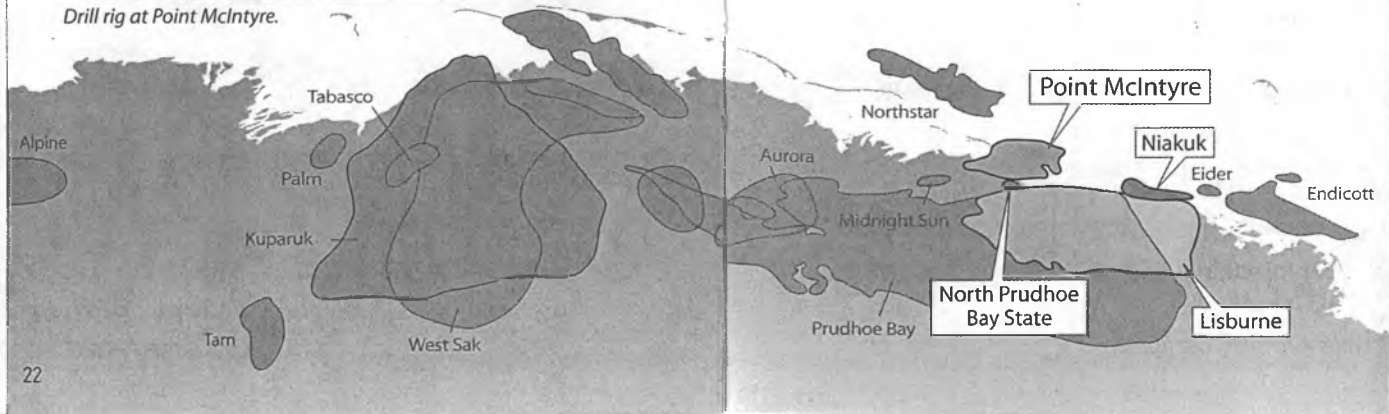 Drill rig at Point McIntyre.
Alpine
Tabasco
Palm
Kuparuk
Tarn
West Sak
22
Northstar
Point McIntyre
Aurora
Niakuk
Eider
Endicott
Midnight Sun
North Prudhoe
Bay State
Prudhoe Bay
Lisburne